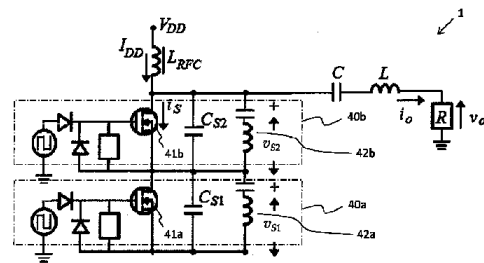 1
V_DD
I_DD
L_RFC
C
L
i_S
C_S2
+
v_S2
40b
i_o
R
v_o
41b
42b
C_S1
+
v_S1
40a
41a
42a